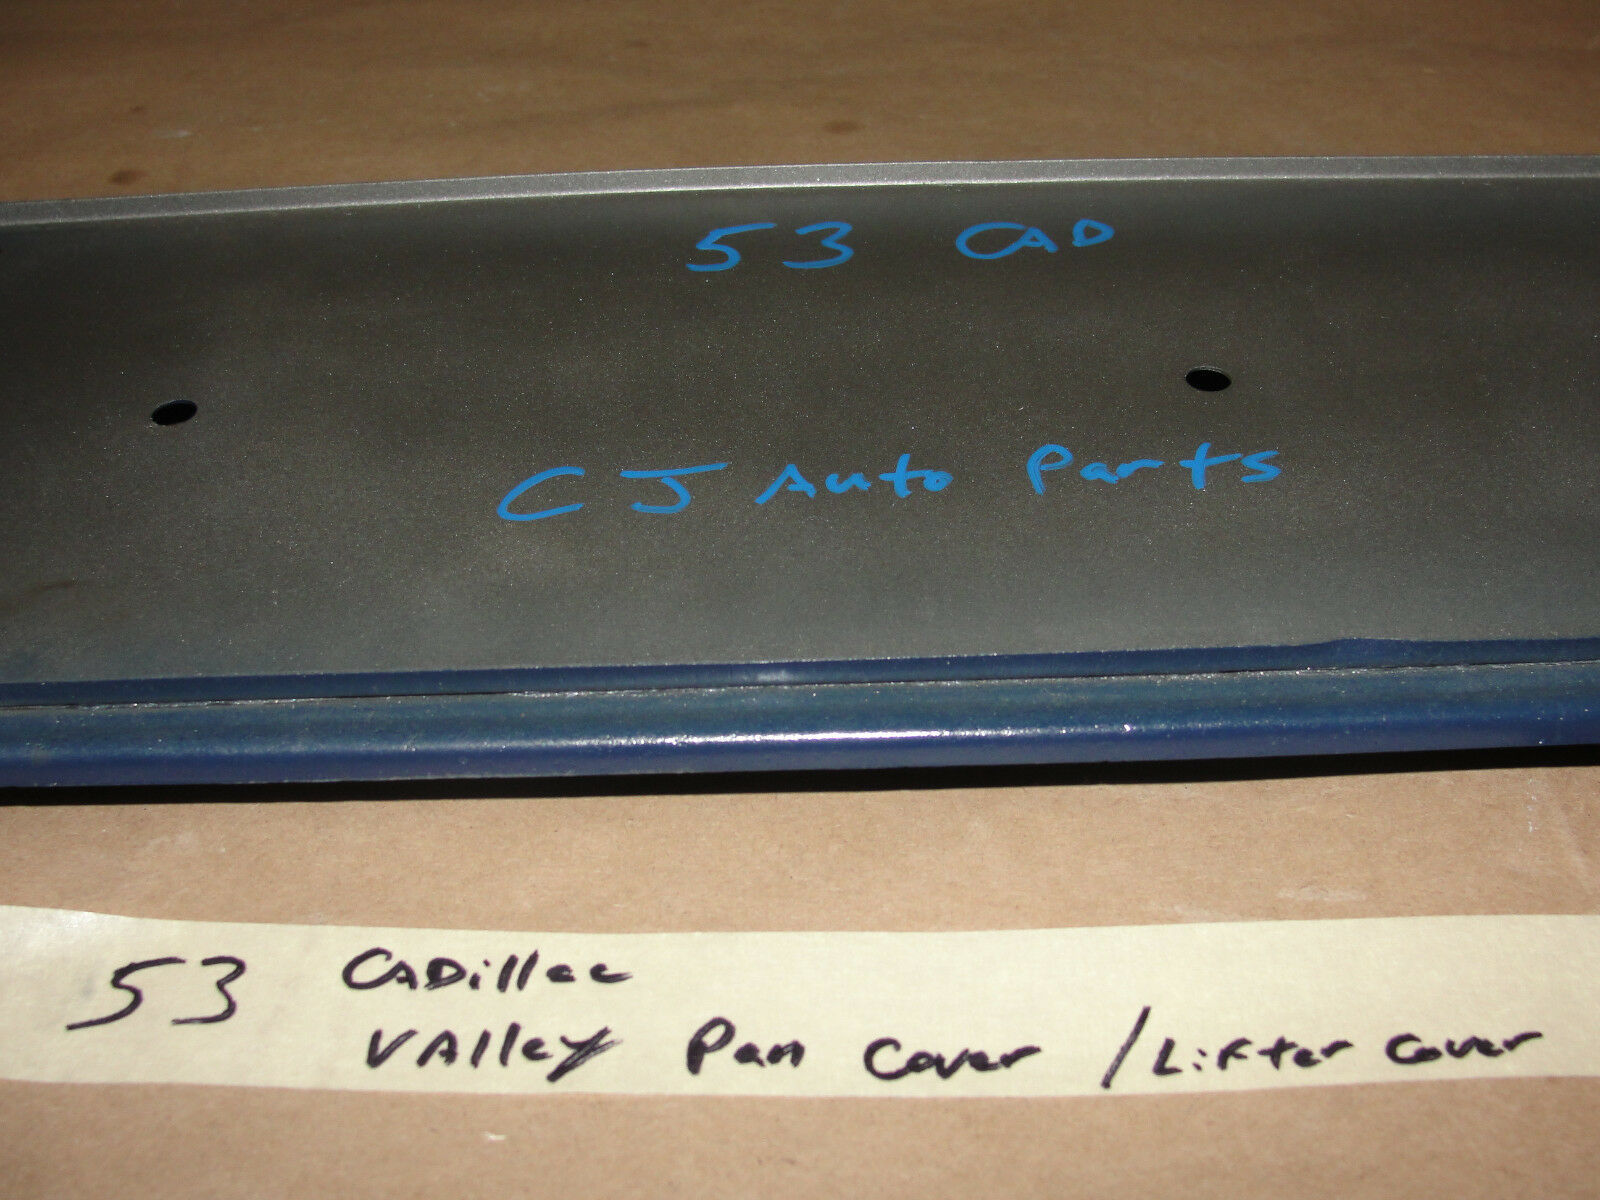 53 CAD
CJ Auto Parts
53 CADillac
VAlley Pan Cover / Lifter Cover